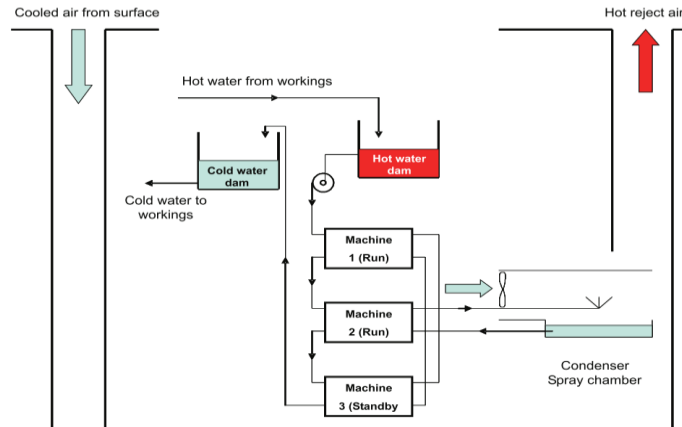 Cooled air from surface
Hot reject air
Hot water from workings
Cold water
dam
Hot water
dam
Cold water to
workings
Machine
1 (Run)
Machine
2 (Run)
Machine
3 (Standby
Condenser
Spray chamber